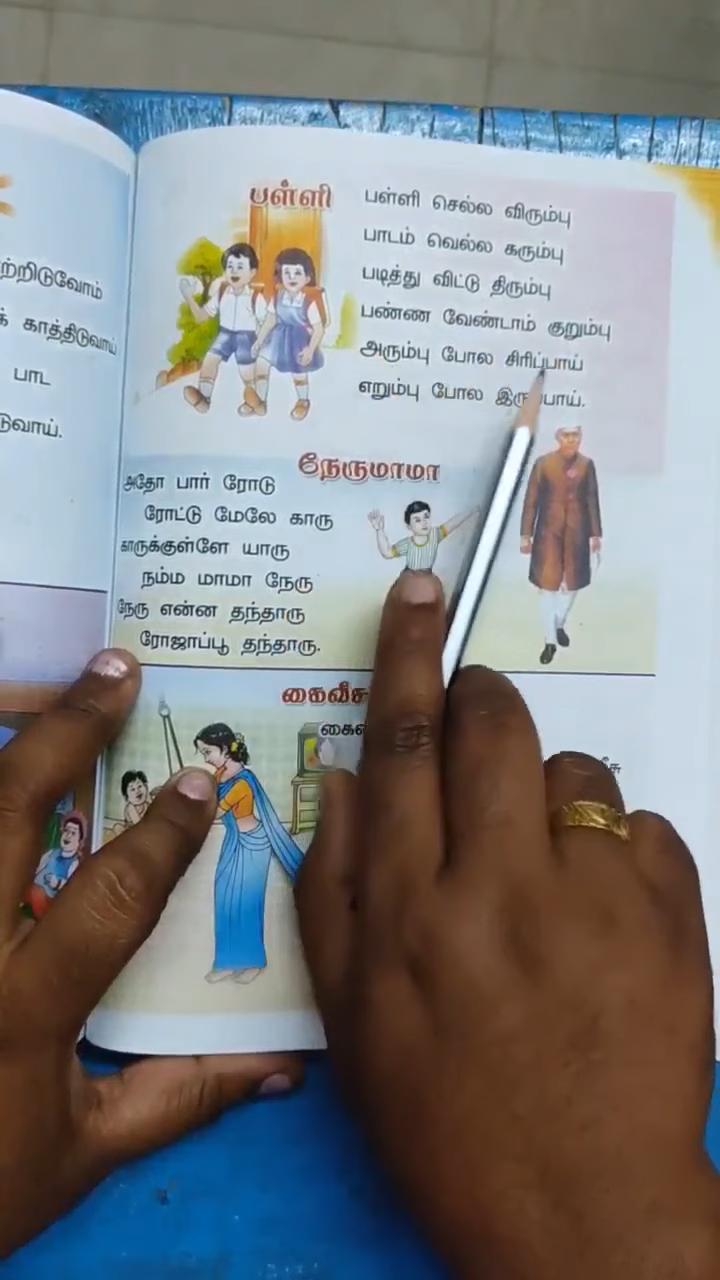 ற்றிடுவோம்
காத்திடுவாய்
பாட
டுவாய்.
பள்ளி
பள்ளி செல்ல விரும்பு
பாடம் வெல்ல கரும்பு
படித்து விட்டு திரும்பு
பண்ண வேண்டாம் குறும்பு
அரும்பு போல சிரிப்பாய்
எறும்பு போல இருப்பாய்.
நேருமாமா
அதோ பார் ரோடு
ரோட்டு மேலே காரு
காருக்குள்ளே யாரு
நம்ம மாமா நேரு
நேரு என்ன தந்தாரு
ரோஜாப்பூ தந்தாரு.
கைவீசு